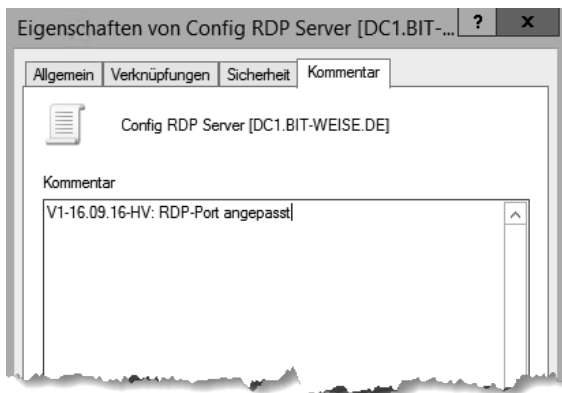 Eigenschaften von Config RDP Server [DC1.BIT-... ? x
Allgemein Verknüpfungen Sicherheit Kommentar
Config RDP Server [DC1.BIT-WEISE.DE]
Kommentar
V1-16.09.16-HV: RDP-Port angepasst